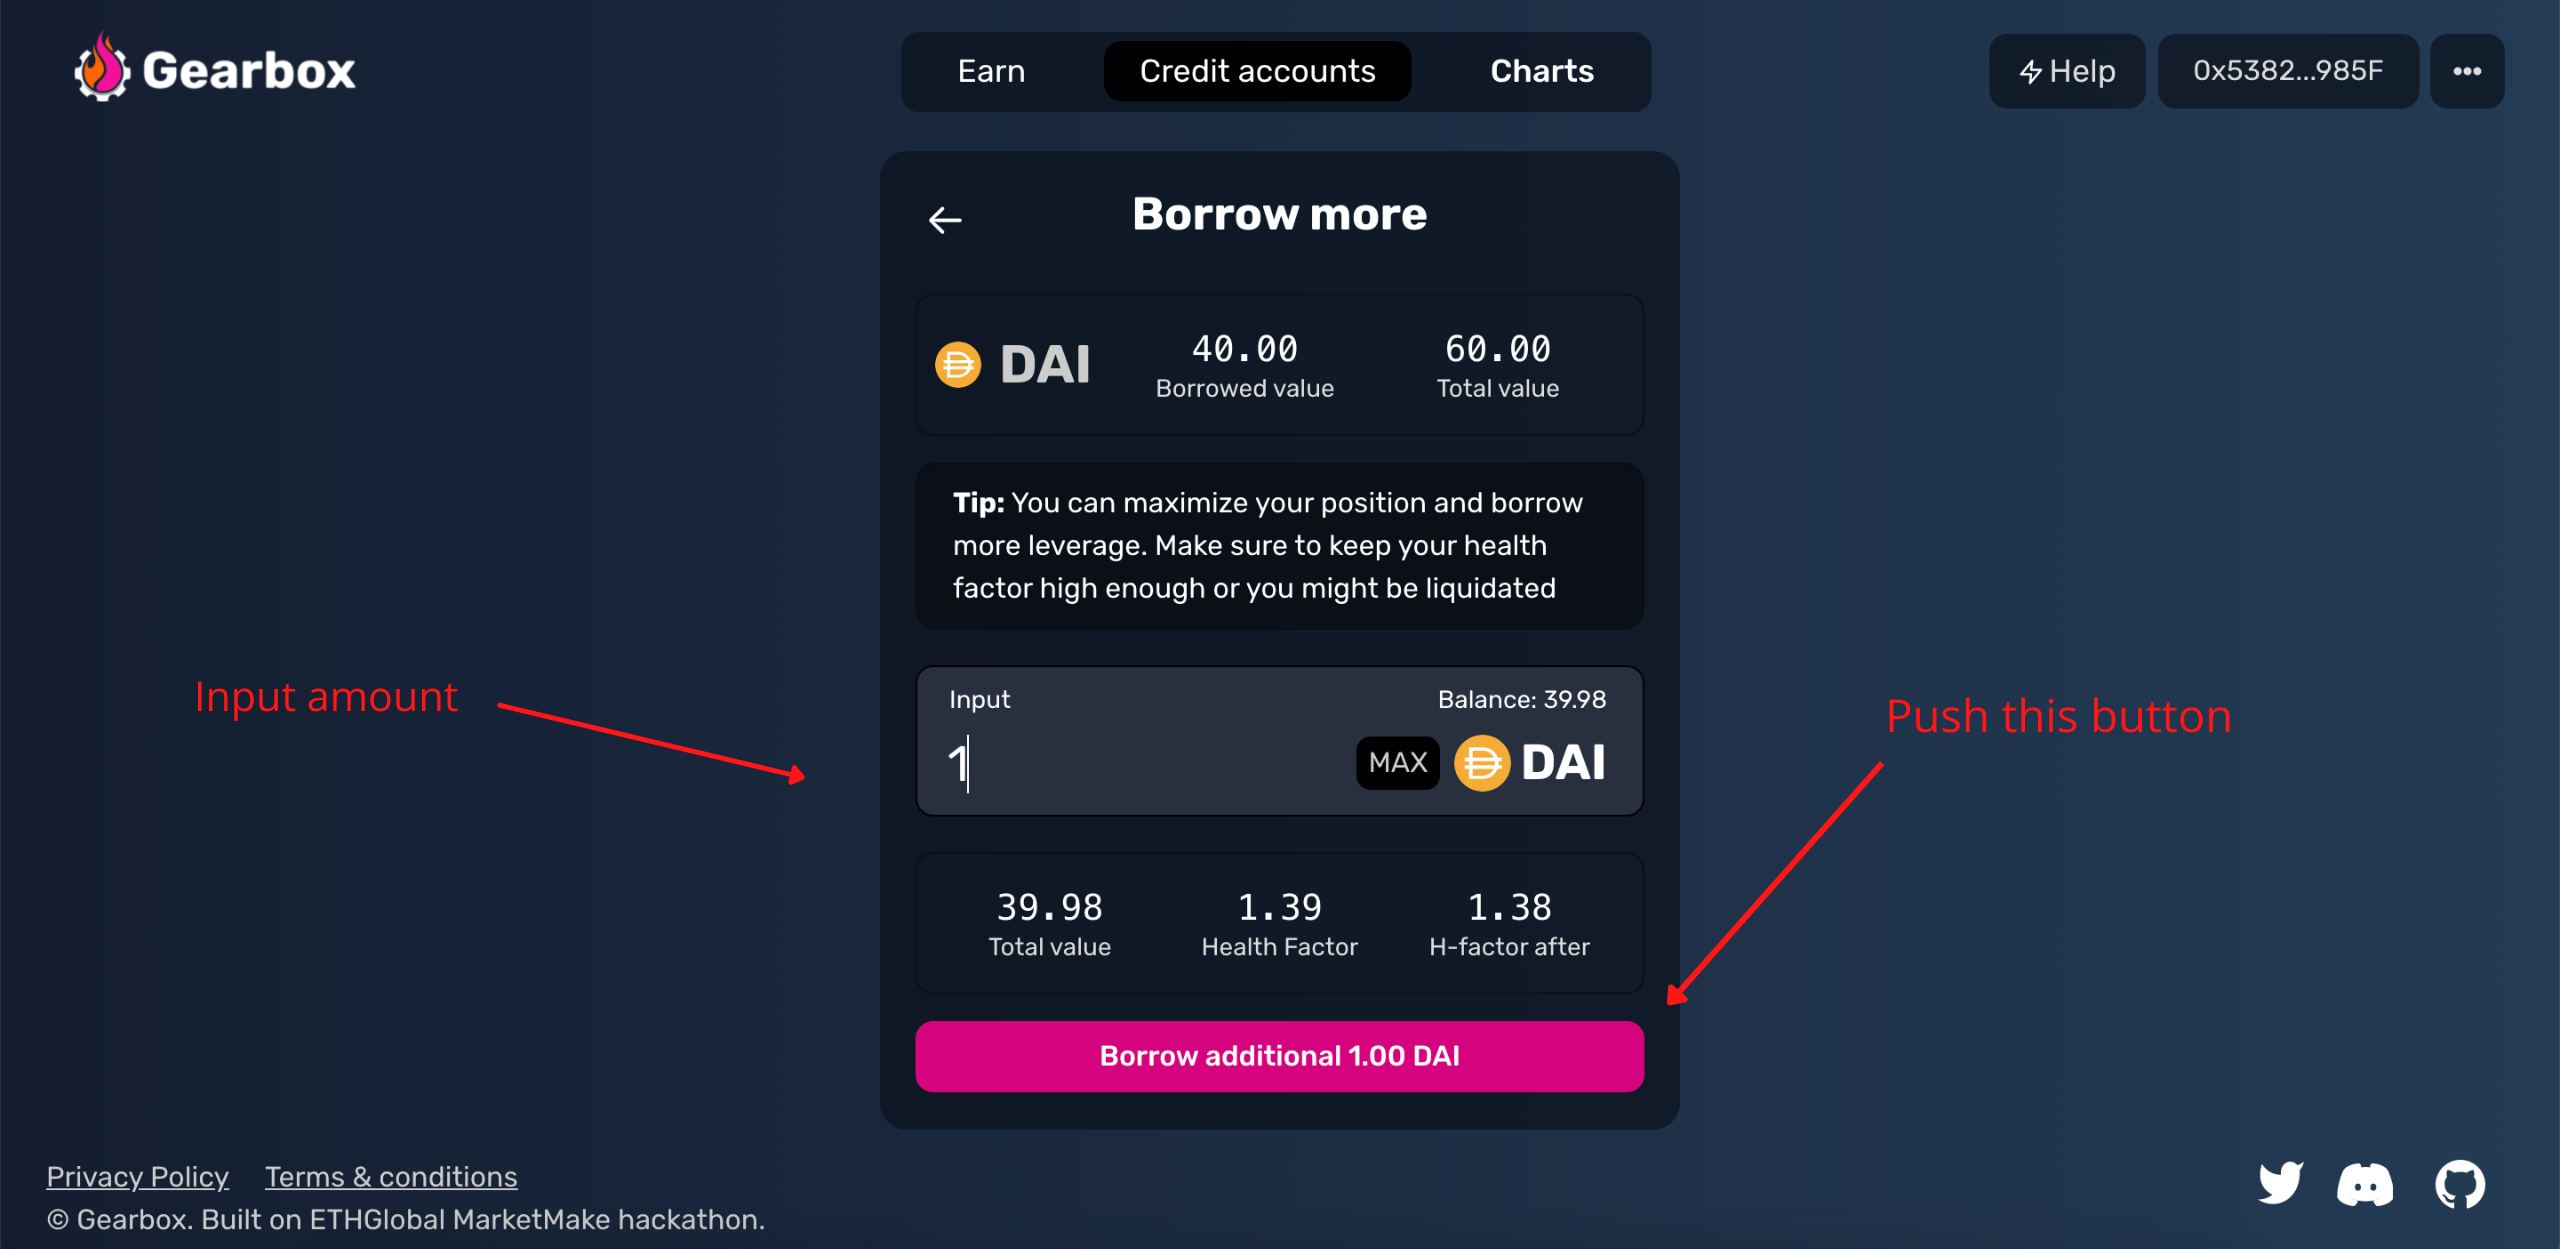 Gearbox
Earn
Credit accounts
Charts
Help
0x5382...985F
Borrow more
DAI
40.00
Borrowed value
60.00
Total value
Tip: You can maximize your position and borrow
more leverage. Make sure to keep your health
factor high enough or you might be liquidated
Input amount
Input
Balance: 39.98
1
MAX
DAI
Push this button
39.98
Total value
1.39
Health Factor
1.38
H-factor after
Borrow additional 1.00 DAI
Privacy Policy
Terms & conditions
© Gearbox. Built on ETHGlobal MarketMake hackathon.